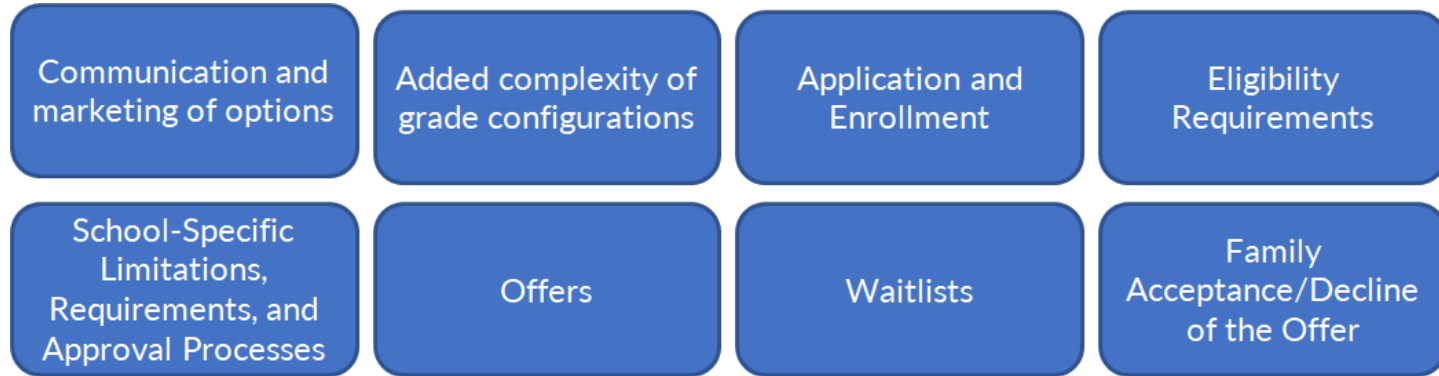 Communication and
marketing of options
Added complexity of
grade configurations
Application and
Enrollment
Eligibility
Requirements
School-Specific
Limitations,
Requirements, and
Approval Processes
Offers
Waitlists
Family
Acceptance/Decline
of the Offer